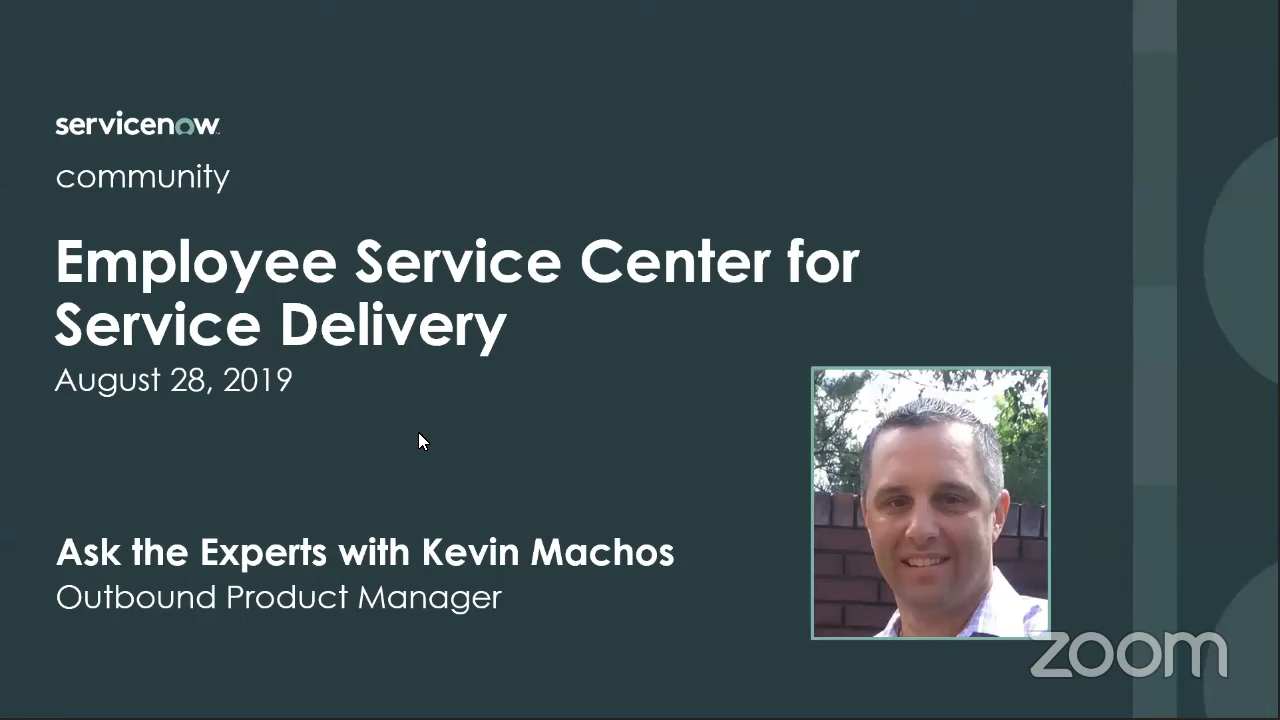 servicenow
community
Employee Service Center for
Service Delivery
August 28, 2019
Ask the Experts with Kevin Machos
Outbound Product Manager
zoom